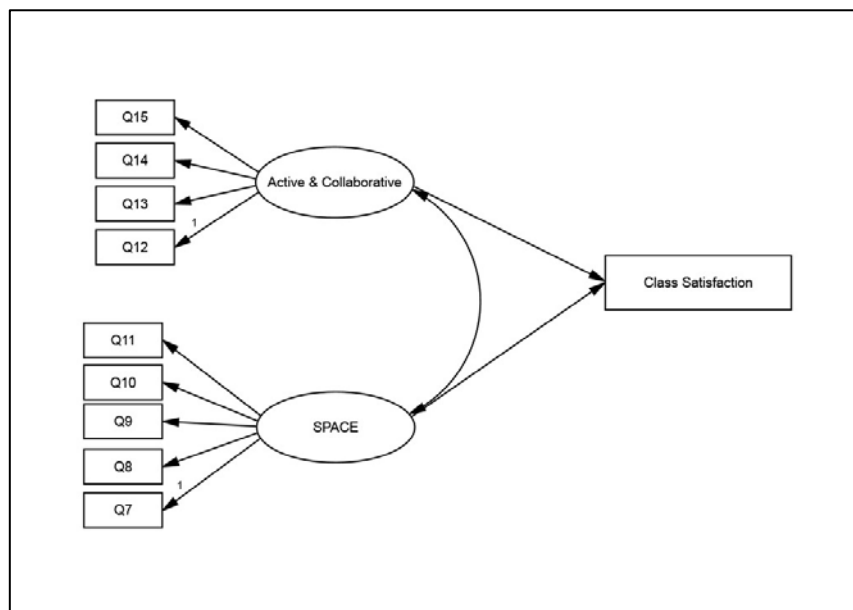 Q15
Q14
Q13
1
Q12
Active & Collaborative
Class Satisfaction
Q11
Q10
Q9
Q8
1
Q7
SPACE